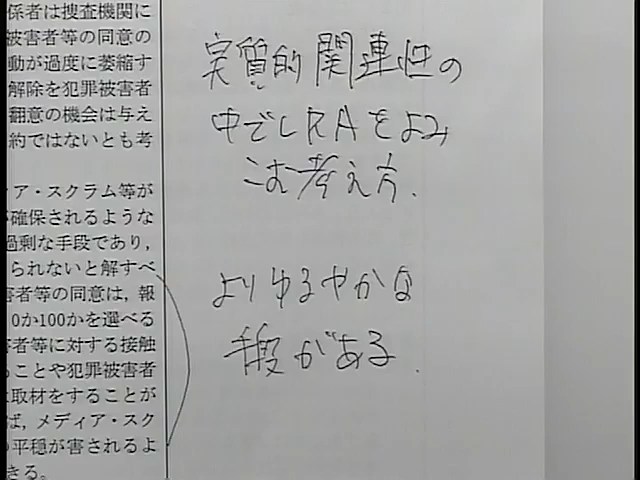 係者は捜査機関に
被害者等の同意の
動が過度に萎縮す
解除を犯罪被害者
翻意の機会は与え
約ではないとも考
ィア・スクラム等が
確保されるような
過剰な手段であり，
られないと解すべ
害者等の同意は，報
0か100かを選べる
者等に対する接触
ことや犯罪被害者
取材をすることが
ば，メディア・スク
平穏が害されるよ
きる。
実質的関連性の
中でLRAをよみ
こむ考え方．
よりゆるやかな
手段がある．